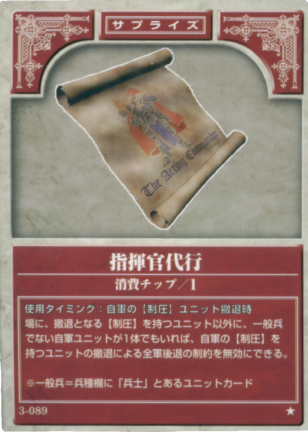 サプライズ
The Army Commander
指揮官代行
消費チップ／1
使用タイミング：自軍の【制圧】ユニット撤退時
場に、撤退となる【制圧】を持つユニット以外に、一般兵
でない自軍ユニットが1体でもいれば、自軍の【制圧】を
持つユニットの撤退による全軍後退の制約を無効にできる。
※一般兵＝兵種欄に「兵士」とあるユニットカード
3-089